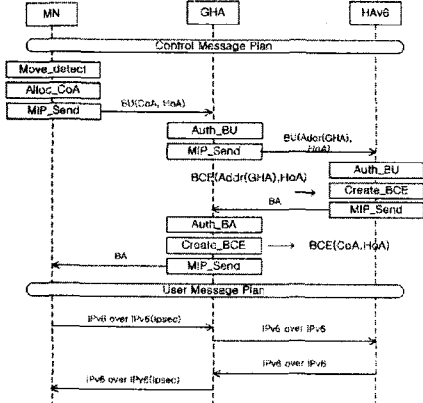 MN GHA HAv6
Control Message Plan
Move_detect
Alloc_CoA
MIP_Send
BU(CoA, HoA)
Auth_BU
MIP_Send
BU(Addr(GHA),
HoA)
Auth_BU
BCE(Addr(GHA),HoA)
Create_BCE
BA
MIP_Send
Auth_BA
Create_BCE
BCE(CoA,HoA)
BA
MIP_Send
User Message Plan
IPv6 over IPv6(Ipsec)
IPv6 over IPv6
IPv6 over IPv6
IPv6 over IPv6(Ipsec)